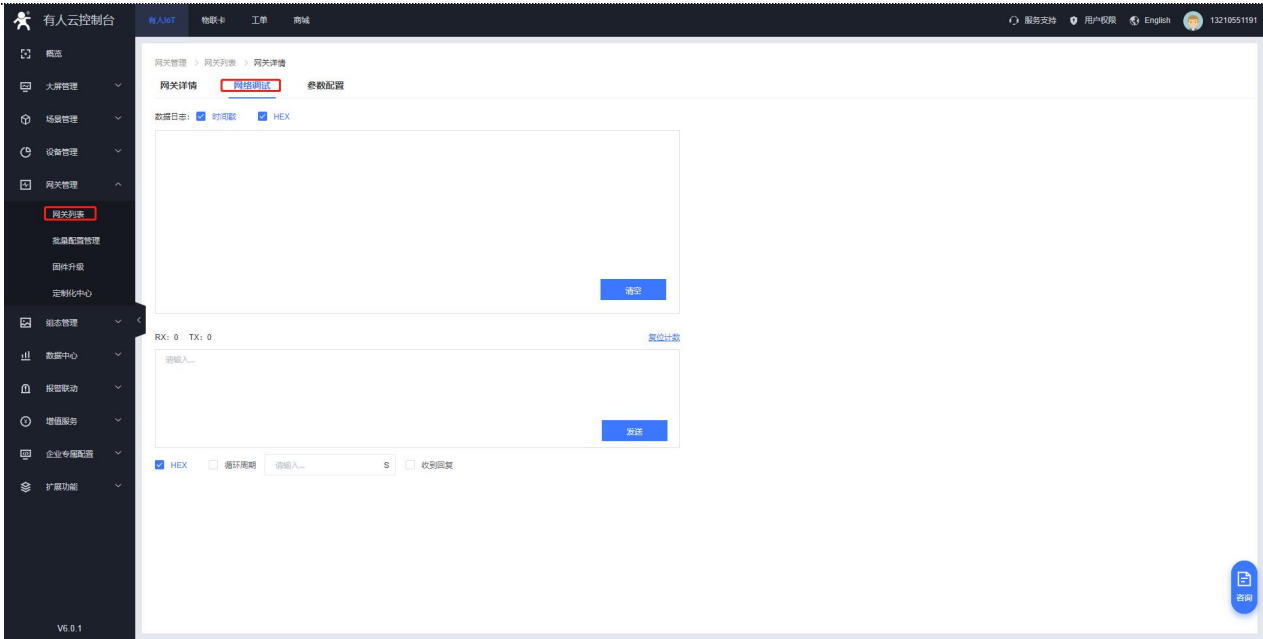 有人云控制台
有人IoT 物联卡 工单 商城
服务支持 用户权限 English 13210551191
概览
大屏管理
场景管理
设备管理
网关管理
网关列表
批量配置管理
固件升级
定制化中心
组态管理
数据中心
报警联动
增值服务
企业专属配置
扩展功能
V6.0.1
网关管理 > 网关列表 > 网关详情
网关详情 网络调试 参数配置
数据日志: 时间戳 HEX
清空
RX: 0 TX: 0 复位计数
请输入...
发送
HEX 循环周期 请输入... S 收到回复
咨询